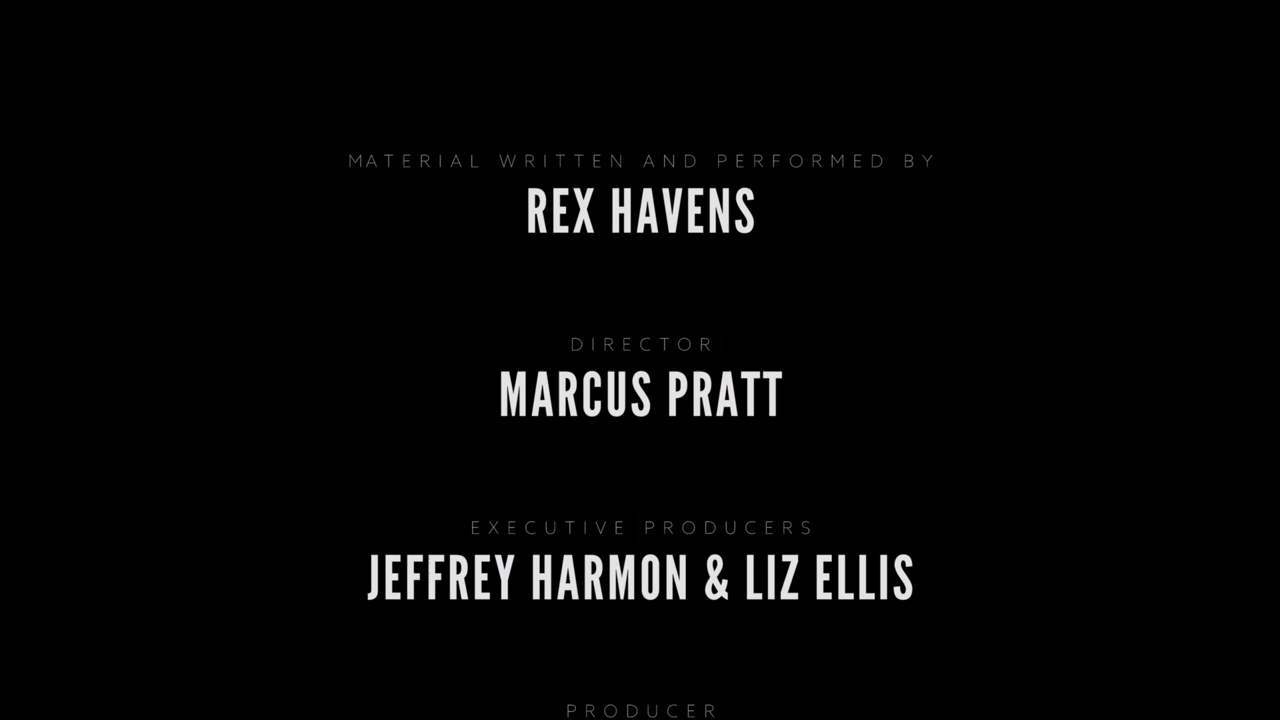 MATERIAL WRITTEN AND PERFORMED BY
REX HAVENS
DIRECTOR
MARCUS PRATT
EXECUTIVE PRODUCERS
JEFFREY HARMON & LIZ ELLIS
PRODUCER